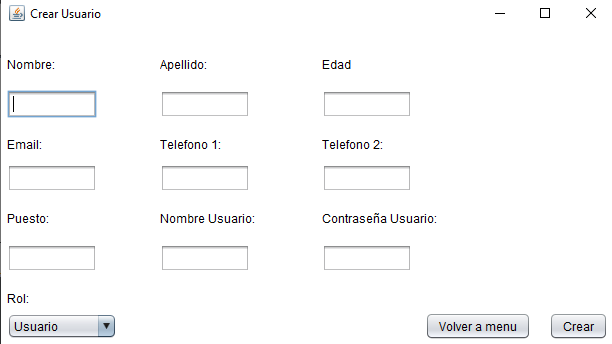 Crear Usuario
Nombre: Apellido: Edad
Email: Telefono 1: Telefono 2:
Puesto: Nombre Usuario: Contraseña Usuario:
Rol:
Usuario Volver a menu Crear